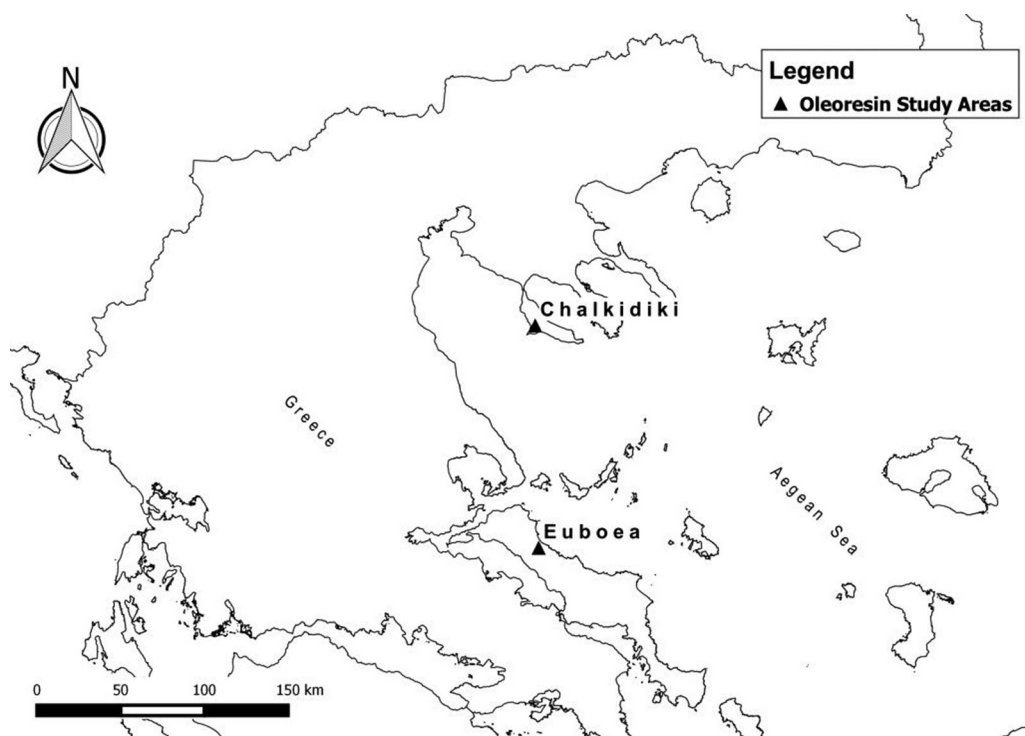 N
Legend
Oleoresin Study Areas
Chalkidiki
Greece
Aegean Sea
Euboea
0 50 100 150 km